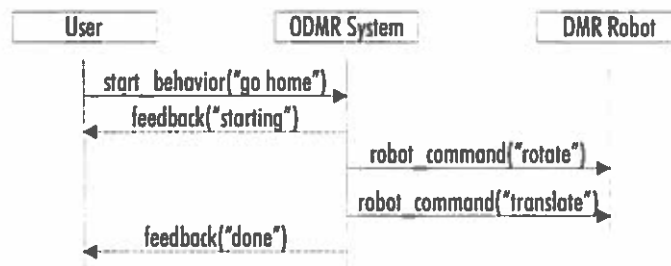 User ODMR System DMR Robot
start_behavior("go home")
feedback("starting")
robot_command("rotate")
robot_command("translate")
feedback("done")